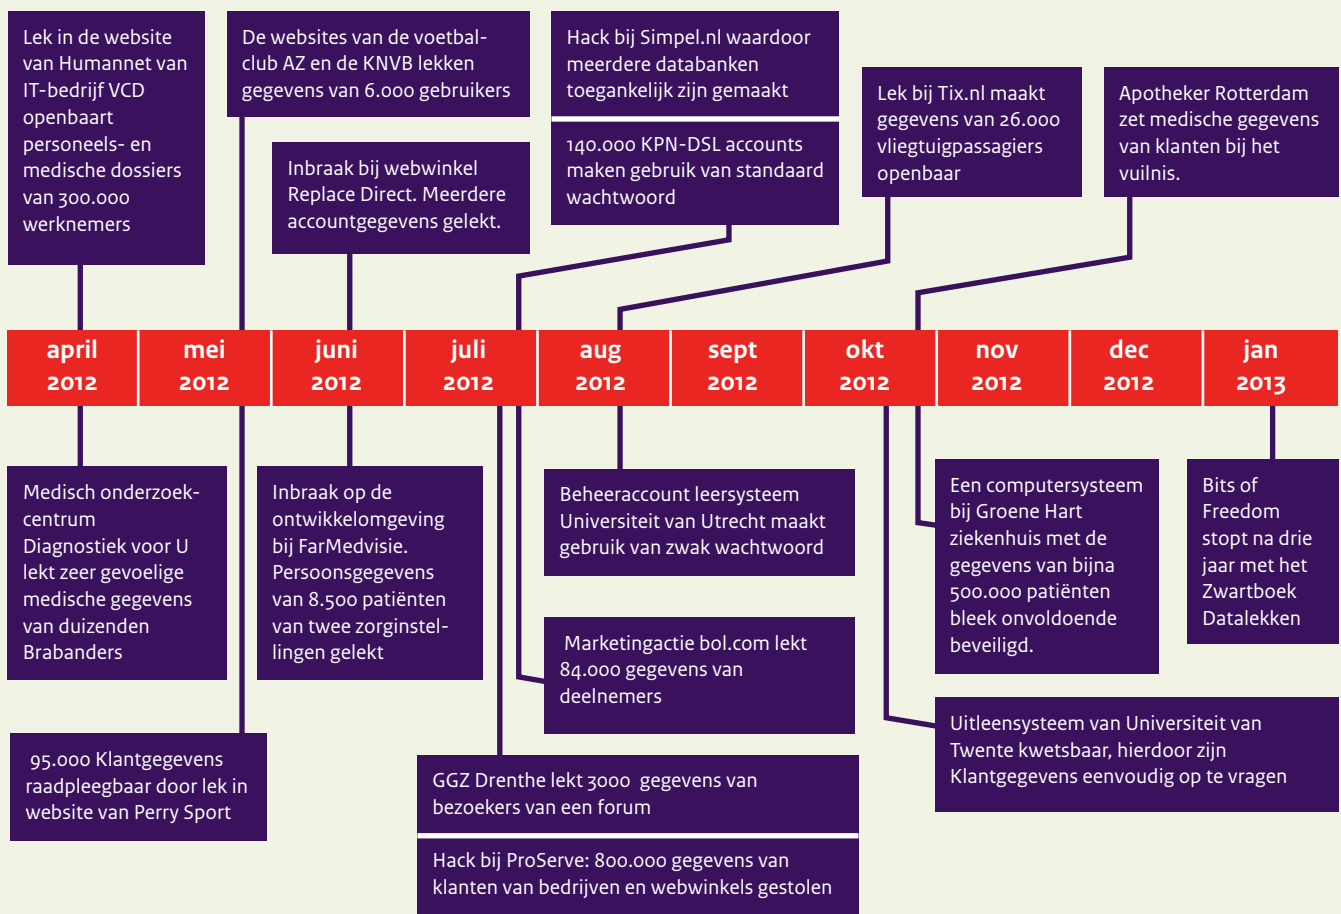 Lek in de website
van Humannet van
IT-bedrijf VCD
openbaart
personeels- en
medische dossiers
van 300.000
werknemers
De websites van de voetbal-
club AZ en de KNVB lekken
gegevens van 6.000 gebruikers
Inbraak bij webwinkel
Replace Direct. Meerdere
accountgegevens gelekt.
Hack bij Simpel.nl waardoor
meerdere databanken
toegankelijk zijn gemaakt
140.000 KPN-DSL accounts
maken gebruik van standaard
wachtwoord
Lek bij Tix.nl maakt
gegevens van 26.000
vliegtuigpassagiers
openbaar
Apotheker Rotterdam
zet medische gegevens
van klanten bij het
vuilnis.
april
2012
mei
2012
juni
2012
juli
2012
aug
2012
sept
2012
okt
2012
nov
2012
dec
2012
jan
2013
Medisch onderzoek-
centrum
Diagnostiek voor U
lekt zeer gevoelige
medische gegevens
van duizenden
Brabanders
95.000 Klantgegevens
raadpleegbaar door lek in
website van Perry Sport
Inbraak op de
ontwikkelomgeving
bij FarMedvisie.
Persoonsgegevens
van 8.500 patiënten
van twee zorginstel-
lingen gelekt
GGZ Drenthe lekt 3000 gegevens van
bezoekers van een forum
Hack bij ProServe: 800.000 gegevens van
klanten van bedrijven en webwinkels gestolen
Beheeraccount leersysteem
Universiteit van Utrecht maakt
gebruik van zwak wachtwoord
Marketingactie bol.com lekt
84.000 gegevens van
deelnemers
Een computersysteem
bij Groene Hart
ziekenhuis met de
gegevens van bijna
500.000 patiënten
bleek onvoldoende
beveiligd.
Uitleensysteem van Universiteit van
Twente kwetsbaar, hierdoor zijn
Klantgegevens eenvoudig op te vragen
Bits of
Freedom
stopt na drie
jaar met het
Zwartboek
Datalekken